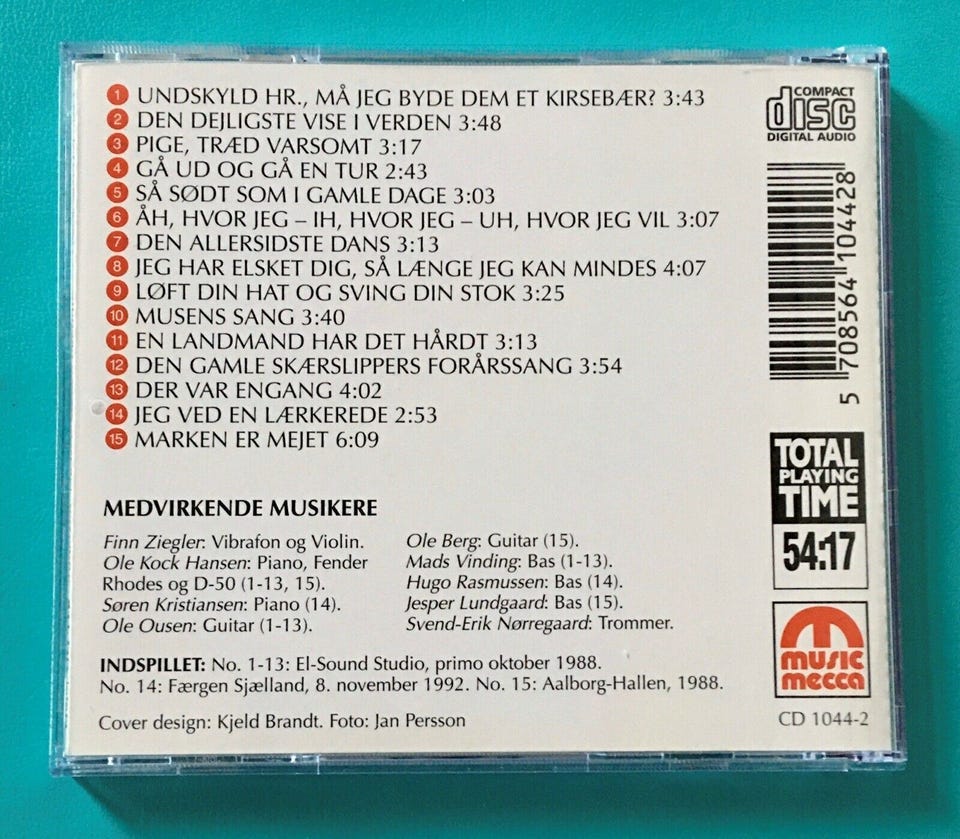 1 UNDSKYLD HR., MÅ JEG BYDE DEM ET KIRSEBÆR? 3:43
2 DEN DEJLIGSTE VISE I VERDEN 3:48
3 PIGE, TRÆD VARSOMT 3:17
4 GÅ UD OG GÅ EN TUR 2:43
5 SÅ SØDT SOM I GAMLE DAGE 3:03
6 ÅH, HVOR JEG – IH, HVOR JEG – UH, HVOR JEG VIL 3:07
7 DEN ALLERSIDSTE DANS 3:13
8 JEG HAR ELSKET DIG, SÅ LÆNGE JEG KAN MINDES 4:07
9 LØFT DIN HAT OG SVING DIN STOK 3:25
10 MUSENS SANG 3:40
11 EN LANDMAND HAR DET HÅRDT 3:13
12 DEN GAMLE SKÆRSLIPPERS FORÅRSSANG 3:54
13 DER VAR ENGANG 4:02
14 JEG VED EN LÆRKEREDE 2:53
15 MARKEN ER MEJET 6:09
MEDVIRKENDE MUSIKERE
Finn Ziegler: Vibrafon og Violin.
Ole Kock Hansen: Piano, Fender
Rhodes og D-50 (1-13, 15).
Søren Kristiansen: Piano (14).
Ole Ousen: Guitar (1-13).
Ole Berg: Guitar (15).
Mads Vinding: Bas (1-13).
Hugo Rasmussen: Bas (14).
Jesper Lundgaard: Bas (15).
Svend-Erik Nørregaard: Trommer.
INDSPILLET: No. 1-13: El-Sound Studio, primo oktober 1988.
No. 14: Færgen Sjælland, 8. november 1992. No. 15: Aalborg-Hallen, 1988.
Cover design: Kjeld Brandt. Foto: Jan Persson
COMPACT
disc
DIGITAL AUDIO
5 708564 104428
TOTAL
PLAYING
TIME
54:17
music
mecca
CD 1044-2